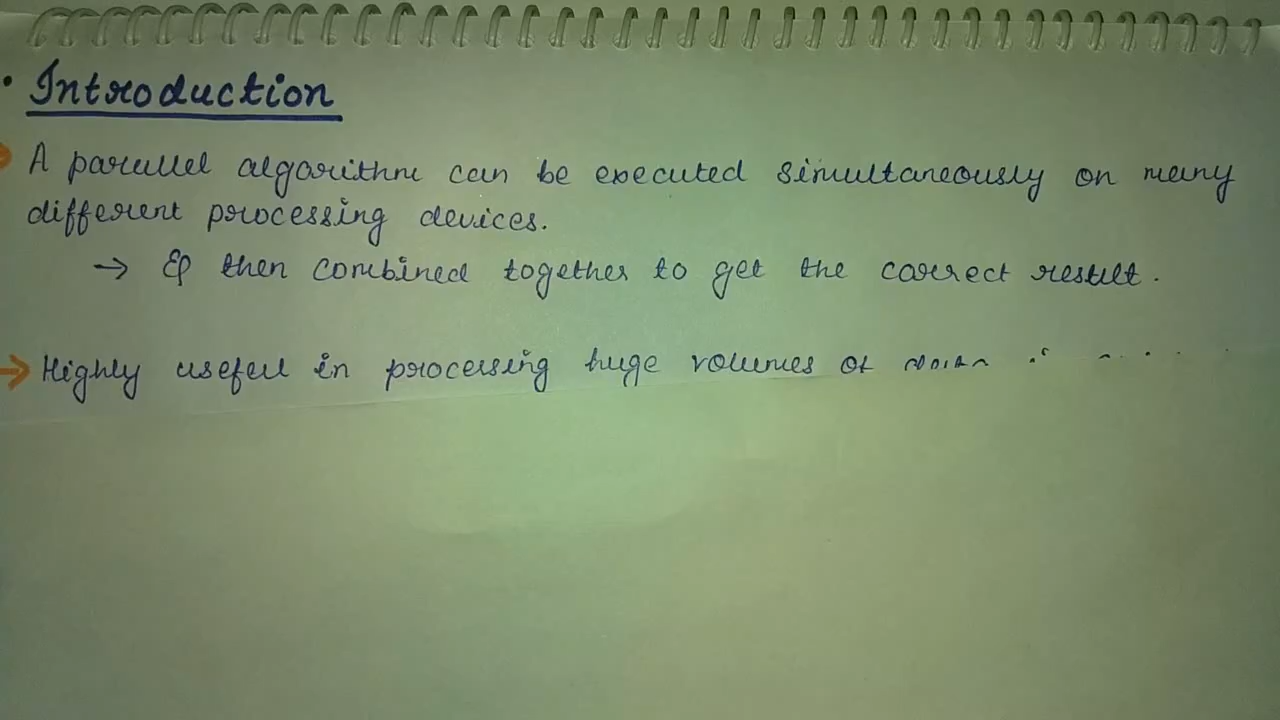 • Introduction
A parallel algorithm can be executed simultaneously on many
different processing devices.
→ & then combined together to get the correct result.
→ Highly useful in processing huge volumes of